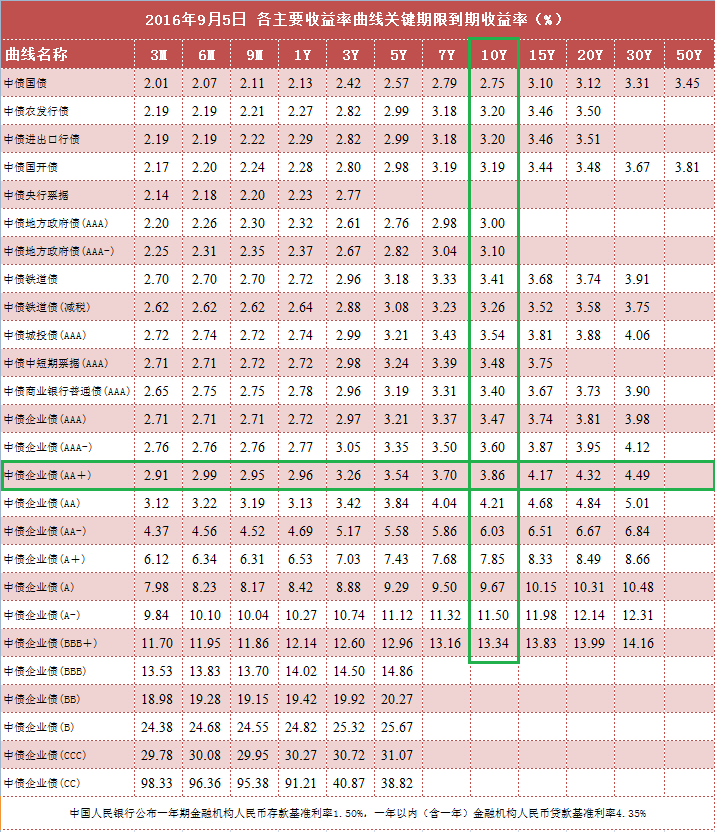 2016年9月5日 各主要收益率曲线关键期限到期收益率（%）
曲线名称 3M 6M 9M 1Y 3Y 5Y 7Y 10Y 15Y 20Y 30Y 50Y
中债国债 2.01 2.07 2.11 2.13 2.42 2.57 2.79 2.75 3.10 3.12 3.31 3.45
中债农发行债 2.19 2.19 2.21 2.27 2.82 2.99 3.18 3.20 3.46 3.50
中债进出口行债 2.19 2.19 2.22 2.29 2.82 2.99 3.18 3.20 3.46 3.51
中债国开债 2.17 2.20 2.24 2.28 2.80 2.98 3.19 3.19 3.44 3.48 3.67 3.81
中债央行票据 2.14 2.18 2.20 2.23 2.77
中债地方政府债(AAA) 2.20 2.26 2.30 2.32 2.61 2.76 2.98 3.00
中债地方政府债(AAA-) 2.25 2.31 2.35 2.37 2.67 2.82 3.04 3.10
中债铁道债 2.70 2.70 2.70 2.72 2.96 3.18 3.33 3.41 3.68 3.74 3.91
中债铁道债(减税) 2.62 2.62 2.62 2.64 2.88 3.08 3.23 3.26 3.52 3.58 3.75
中债城投债(AAA) 2.72 2.74 2.72 2.74 2.99 3.21 3.43 3.54 3.81 3.88 4.06
中债中短期票据(AAA) 2.71 2.71 2.72 2.72 2.98 3.24 3.39 3.48 3.75
中债商业银行普通债(AAA) 2.65 2.75 2.75 2.78 2.96 3.19 3.31 3.40 3.67 3.73 3.90
中债企业债(AAA) 2.71 2.71 2.71 2.72 2.97 3.21 3.37 3.47 3.74 3.81 3.98
中债企业债(AAA-) 2.76 2.76 2.76 2.77 3.05 3.35 3.50 3.60 3.87 3.95 4.12
中债企业债(AA＋) 2.91 2.99 2.95 2.96 3.26 3.54 3.70 3.86 4.17 4.32 4.49
中债企业债(AA) 3.12 3.22 3.19 3.13 3.42 3.84 4.04 4.21 4.68 4.84 5.01
中债企业债(AA-) 4.37 4.56 4.52 4.69 5.17 5.58 5.86 6.03 6.51 6.67 6.84
中债企业债(A＋) 6.12 6.34 6.31 6.53 7.03 7.43 7.68 7.85 8.33 8.49 8.66
中债企业债(A) 7.98 8.23 8.17 8.42 8.88 9.29 9.50 9.67 10.15 10.31 10.48
中债企业债(A-) 9.84 10.10 10.04 10.27 10.74 11.12 11.32 11.50 11.98 12.14 12.31
中债企业债(BBB＋) 11.70 11.95 11.86 12.14 12.60 12.96 13.16 13.34 13.83 13.99 14.16
中债企业债(BBB) 13.53 13.83 13.70 14.02 14.50 14.86
中债企业债(BB) 18.98 19.28 19.15 19.42 19.92 20.27
中债企业债(B) 24.38 24.68 24.55 24.82 25.32 25.67
中债企业债(CCC) 29.78 30.08 29.95 30.27 30.72 31.07
中债企业债(CC) 98.33 96.36 95.38 91.21 40.87 38.82
中国人民银行公布一年期金融机构人民币存款基准利率1.50%，一年以内（含一年）金融机构人民币贷款基准利率4.35%